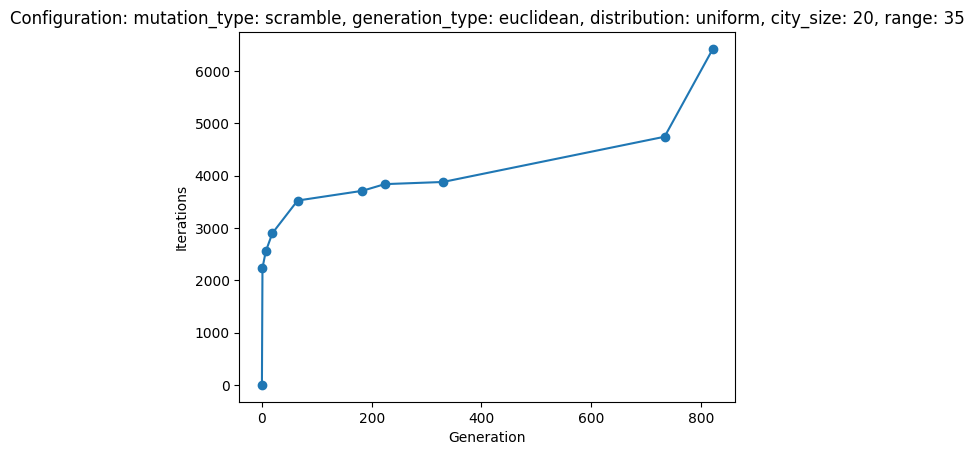 Configuration: mutation_type: scramble, generation_type: euclidean, distribution: uniform, city_size: 20, range: 35
6000
5000
4000
3000
2000
1000
0
Iterations
0 200 400 600 800
Generation